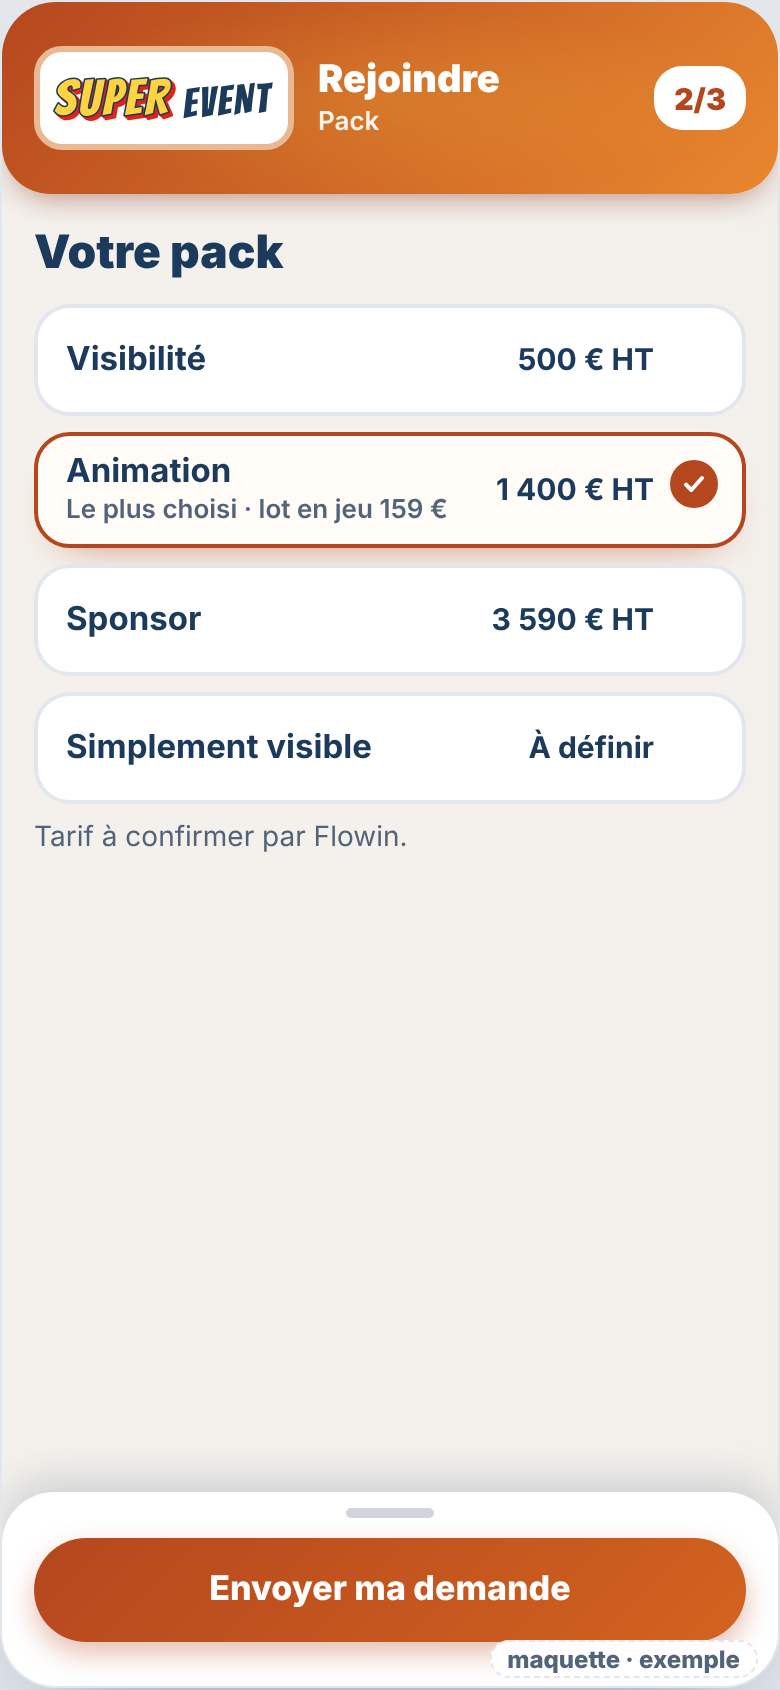 SUPER EVENT
Rejoindre
Pack
2/3
Votre pack
Visibilité
500 € HT
Animation
Le plus choisi · lot en jeu 159 €
1 400 € HT
Sponsor
3 590 € HT
Simplement visible
À définir
Tarif à confirmer par Flowin.
Envoyer ma demande
maquette · exemple